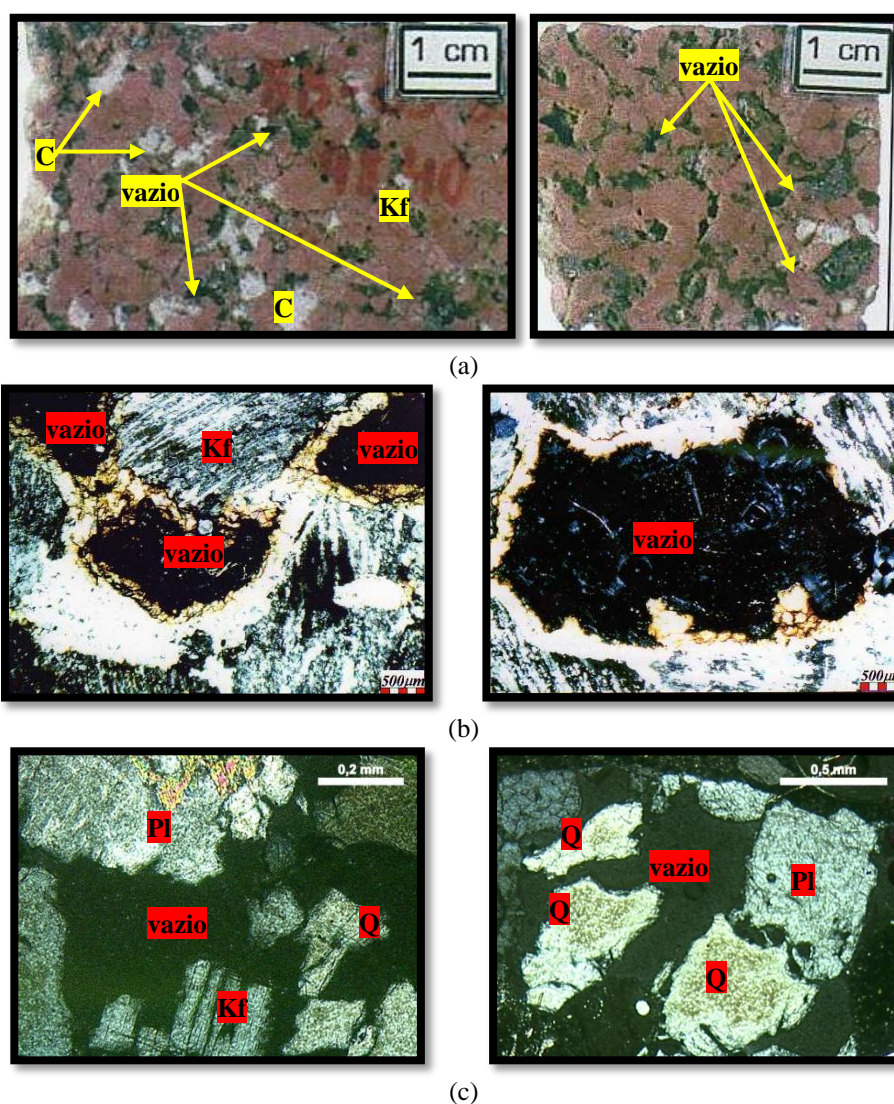 1 cm
vazio
1 cm
C
vazio
Kf
C
(a)
vazio
Kf
vazio
vazio
500μm
vazio
500μm
(b)
0,2 mm
Pl
vazio
Q
Kf
0,5 mm
Q
vazio
Pl
Q
Q
(c)